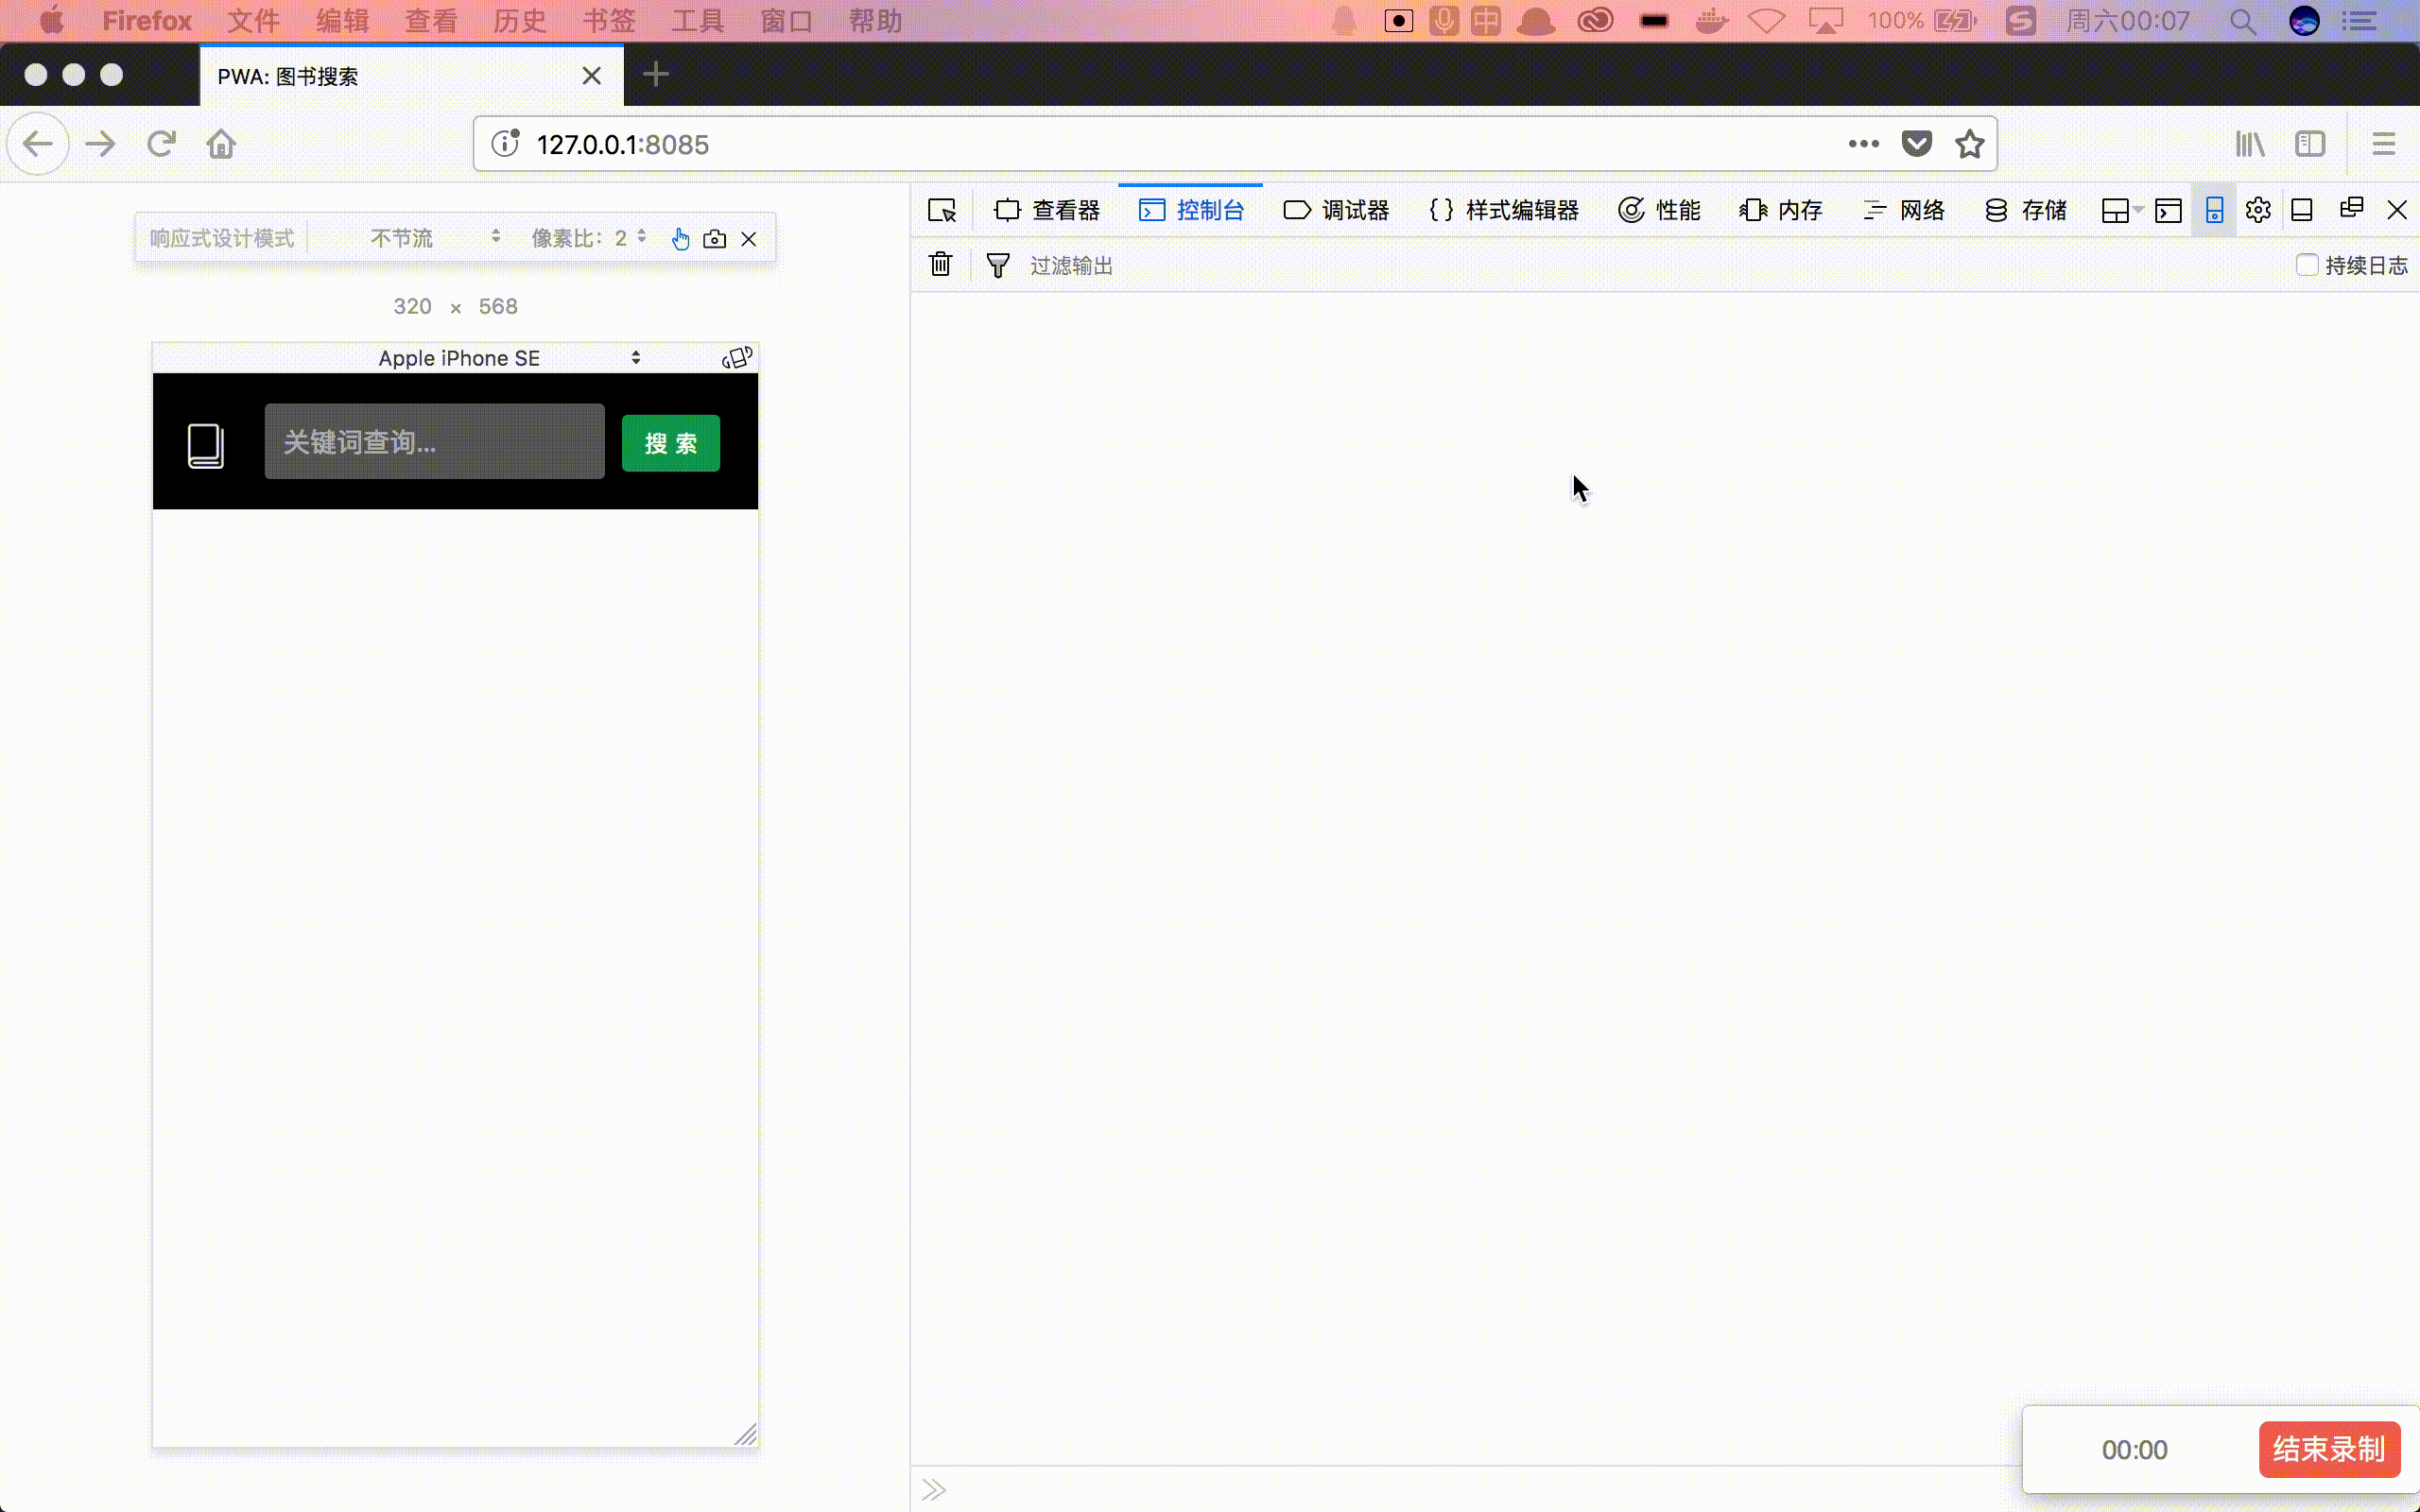 Firefox 文件 编辑 查看 历史 书签 工具 窗口 帮助 中 100% 周六00:07
PWA: 图书搜索
127.0.0.1:8085
查看器 控制台 调试器 样式编辑器 性能 内存 网络 存储
响应式设计模式 不节流 像素比: 2
过滤输出 持续日志
320 × 568
Apple iPhone SE
关键词查询... 搜 索
00:00 结束录制